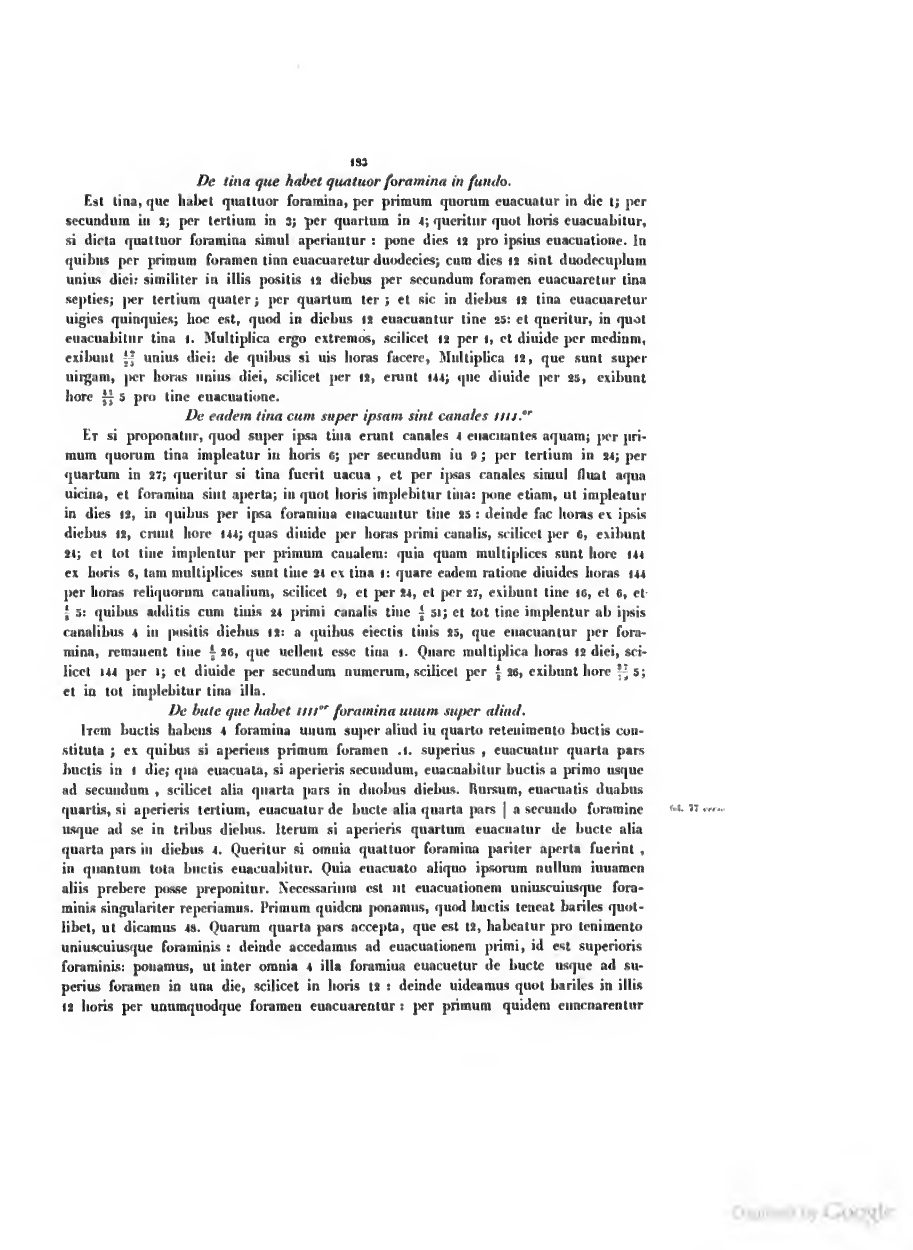 183
De tina que habet quatuor foramina in fundo.
Est tina, que habet quattuor foramina, per primum quorum euacuatur in die 1; per
secundum in 2; per tertium in 3; per quartum in 4; queritur quot horis euacuabitur,
si dicta quattuor foramina simul aperiantur : pone dies 12 pro ipsius euacuatione. In
quibus per primum foramen tina euacuaretur duodecies; cum dies 12 sint duodecuplum
unius diei: similiter in illis positis 12 diebus per secundum foramen euacuaretur tina
septies; per tertium quater; per quartum ter ; et sic in diebus 12 tina euacuaretur
uigies quinquies; hoc est, quod in diebus 12 euacuantur tine 25: et queritur, in quot
euacuabitur tina 1. Multiplica ergo extremos, scilicet 12 per 1, et diuide per medium,
exibunt 12/25 unius diei: de quibus si uis horas facere, Multiplica 12, que sunt super
uirgam, per horas unius diei, scilicet per 12, erunt 144; que diuide per 25, exibunt
hore 5 pro tine euacuatione.
De eadem tina cum super ipsam sint canales IIII.or
Et si proponatur, quod super ipsa tina erunt canales 4 euacuantes aquam; per pri-
mum quorum tina impleatur in horis 6; per secundum in 9 ; per tertium in 24; per
quartum in 27; queritur si tina fuerit uacua , et per ipsas canales simul fluat aqua
uicina, et foramina sint aperta; in quot horis implebitur tina: pone etiam, ut impleatur
in dies 12, in quibus per ipsa foramina euacuantur tine 25 : deinde fac horas ex ipsis
diebus 12, erunt hore 144; quas diuide per horas primi canalis, scilicet per 6, exibunt
24; et tot tine implentur per primum canalem: quia quam multiplices sunt hore 144
ex horis 6, tam multiplices sunt tine 24 ex tina 1: quare eadem ratione diuides horas 144
per horas reliquorum canalium, scilicet 9, et per 24, et per 27, exibunt tine 16, et 6, et
1/3 5: quibus additis cum tinis 24 primi canalis tine 1/3 51; et tot tine implentur ab ipsis
canalibus 4 in positis diebus 12: a quibus eiectis tinis 25, que euacuantur per fora-
mina, remanent tine 1/3 26, que uellent esse tina 1. Quare multiplica horas 12 diei, sci-
licet 144 per 1; et diuide per secundum numerum, scilicet per 1/3 26, exibunt hore 5;
et in tot implebitur tina illa.
De bute que habet IIIIor foramina unum super aliud.
Item buctis habens 4 foramina unum super aliud in quarto retenimento buctis con-
stituta ; ex quibus si aperiens primum foramen .1. superius , euacuatur quarta pars
buctis in 1 die; qua euacuata, si aperieris secundum, euacuabitur buctis a primo usque
ad secundum , scilicet alia quarta pars in duobus diebus. Rursum, euacuatis duabus
quartis, si aperieris tertium, euacuatur de bucte alia quarta pars | a secundo foramine
fol. 77 verso
usque ad se in tribus diebus. Iterum si aperieris quartum euacuatur de bucte alia
quarta pars in diebus 4. Queritur si omnia quattuor foramina pariter aperta fuerint ,
in quantum tota buctis euacuabitur. Quia euacuato aliquo ipsorum nullum iuuamen
aliis prebere posse preponitur. Necessarium est ut euacuationem uniuscuiusque fora-
minis singulariter reperiamus. Primum quidem ponamus, quod buctis teneat bariles quot-
libet, ut dicamus 48. Quarum quarta pars accepta, que est 12, habeatur pro tenimento
uniuscuiusque foraminis : deinde accedamus ad euacuationem primi, id est superioris
foraminis: ponamus, ut inter omnia 4 illa foramina euacuetur de bucte usque ad su-
perius foramen in una die, scilicet in horis 12 : deinde uideamus quot bariles in illis
12 horis per unumquodque foramen euacuarentur : per primum quidem euacuarentur
Digitized by Google